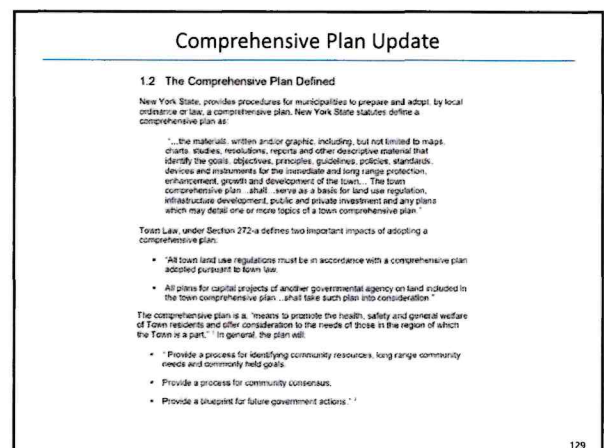 Comprehensive Plan Update
1.2 The Comprehensive Plan Defined
New York State, provides procedures for municipalities to prepare and adopt, by local
ordinance or law, a comprehensive plan. New York State statutes define a
comprehensive plan as:
"...the materials, written and/or graphic, including, but not limited to maps,
charts, studies, resolutions, reports and other descriptive material that
identify the goals, objectives, principles, guidelines, policies, standards,
devices and instruments for the immediate and long range protection,
enhancement, growth and development of the town... The town
comprehensive plan ...shall ...serve as a basis for land use regulation,
infrastructure development, public and private investment and any plans
which may detail one or more topics of a town comprehensive plan."
Town Law, under Section 272-a defines two important impacts of adopting a
comprehensive plan:
• "All town land use regulations must be in accordance with a comprehensive plan
adopted pursuant to town law.
• All plans for capital projects of another governmental agency on land included in
the town comprehensive plan ...shall take such plan into consideration."
The comprehensive plan is a, "means to promote the health, safety and general welfare
of Town residents and offer consideration to the needs of those in the region of which
the Town is a part." In general, the plan will:
• "Provide a process for identifying community resources, long range community
needs and commonly held goals.
• Provide a process for community consensus.
• Provide a blueprint for future government actions."
129